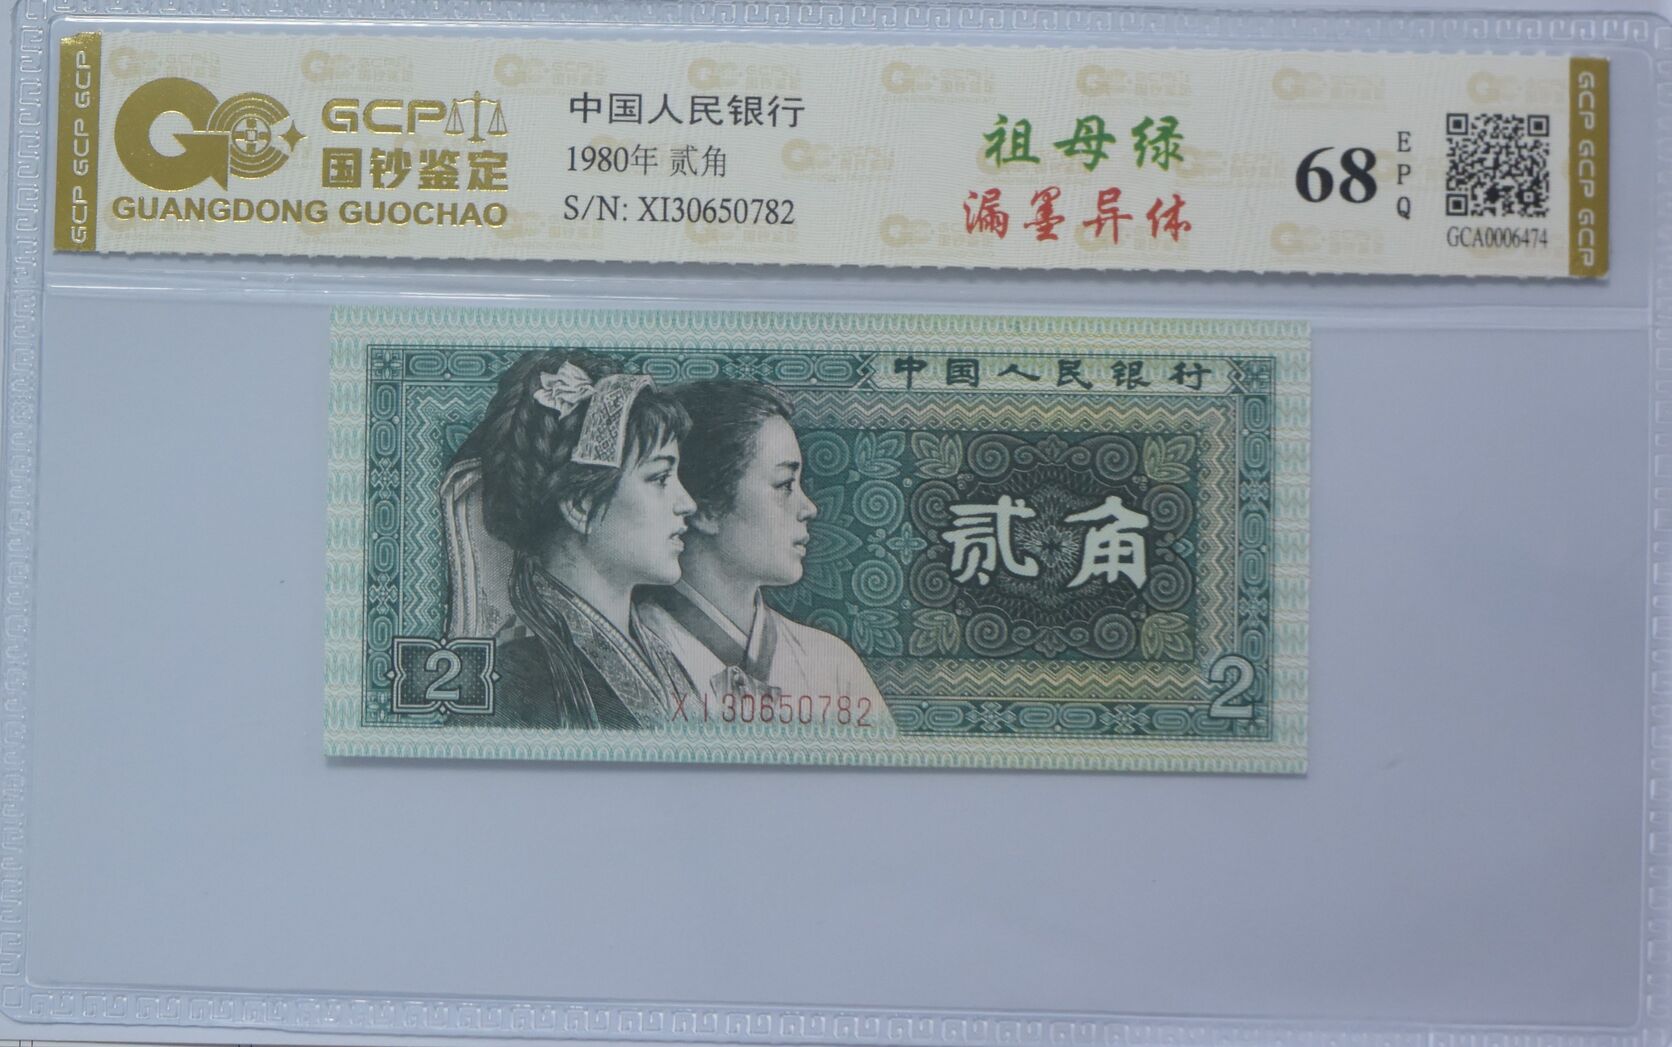 GCP GCP GCP
GCP
国钞鉴定
GUANGDONG GUOCHAO
中国人民银行
1980年 贰角
S/N: XI30650782
祖母绿
漏墨异体
68
EPQ
GCA0006474
GCP GCP GCP
中国人民银行
贰角
2
XI30650782
2